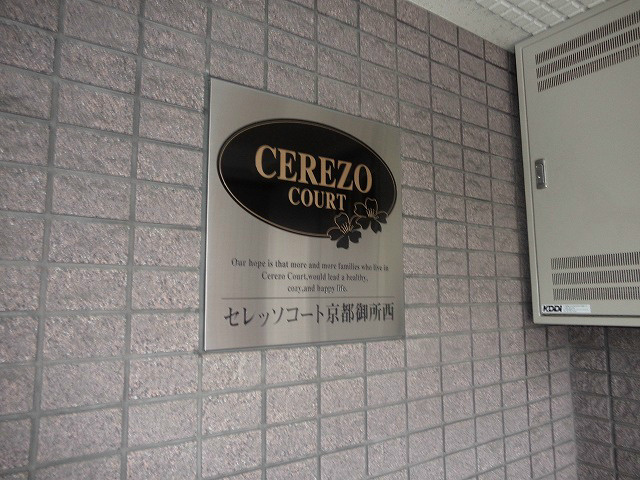 CEREZO
COURT
Our hope is that more and more families who live in
Cerezo Court,would lead a healthy,
cozy,and happy life.
セレッソコート京都御所西
KDDI